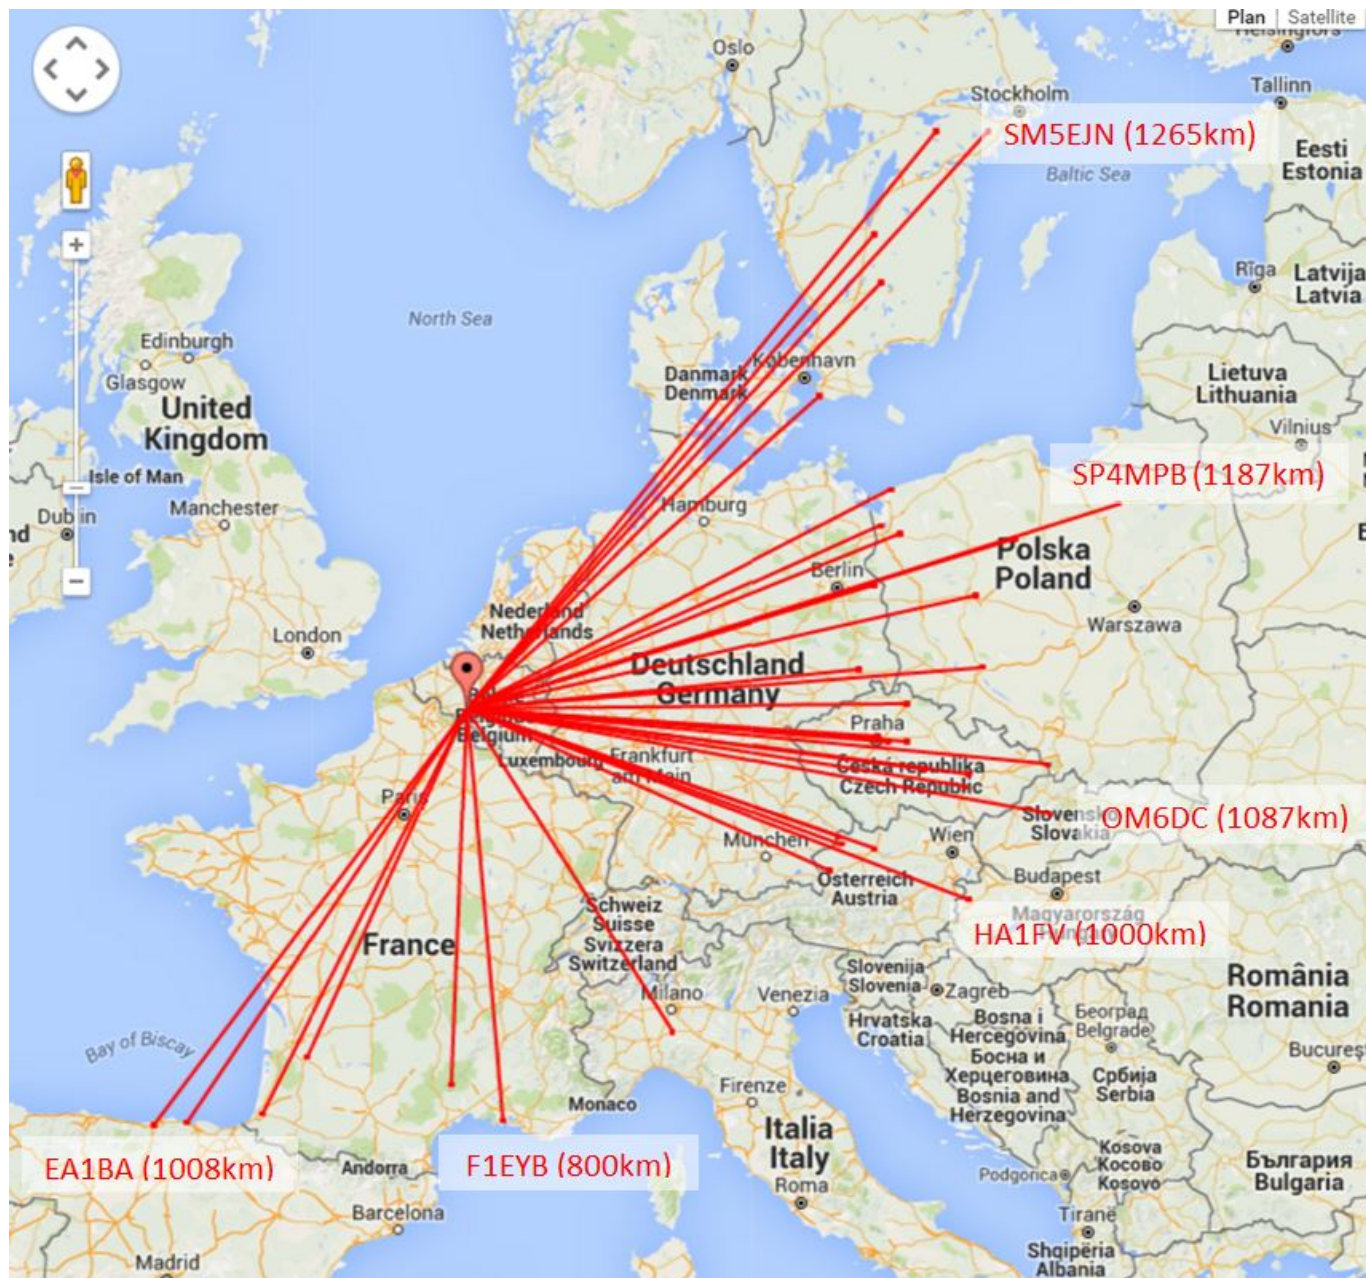 Plan
Satellite
Helsingfors
Oslo
Tallinn
Stockholm
SM5EJN (1265km)
Eesti
Estonia
Baltic Sea
Rīga
Latvija
Latvia
North Sea
Edinburgh
Glasgow
København
Danmark
Denmark
Lietuva
Lithuania
United
Kingdom
Vilnius
Isle of Man
SP4MPB (1187km)
Manchester
Hamburg
Dublin
Polska
Poland
Berlin
Nederland
Netherlands
London
Warszawa
Deutschland
Germany
Belgium
Praha
Luxembourg
Frankfurt
am Main
Česká republika
Czech Republic
Paris
Slovensko
Slovakia
OM6DC (1087km)
München
Wien
Österreich
Austria
Budapest
Schweiz
Suisse
Svizzera
Switzerland
Magyarország
HA1FV (1000km)
France
Slovenija
Slovenia
Zagreb
România
Romania
Milano
Venezia
Hrvatska
Croatia
Bosna i
Hercegovina
Босна и
Херцеговина
Bosnia and
Herzegovina
Београд
Belgrade
Bay of Biscay
Bucureșt
Србија
Serbia
Firenze
Monaco
Italia
Italy
EA1BA (1008km)
Andorra
F1EYB (800km)
Kosova
Косово
Kosovo
Podgorica
България
Bulgaria
Roma
Barcelona
Tiranë
Madrid
Shqipëria
Albania